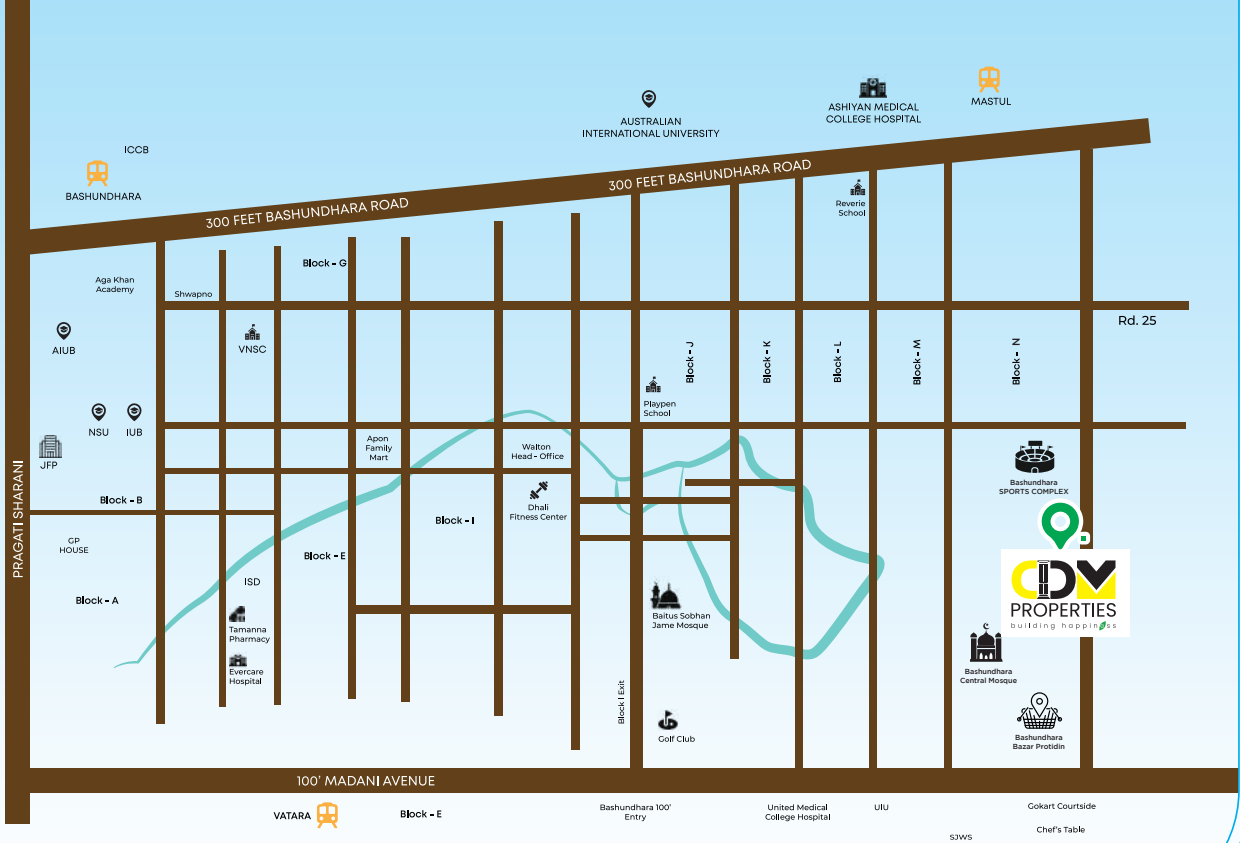 MASTUL
ASHIYAN MEDICAL
COLLEGE HOSPITAL
AUSTRALIAN
INTERNATIONAL UNIVERSITY
ICCB
BASHUNDHARA
300 FEET BASHUNDHARA ROAD
300 FEET BASHUNDHARA ROAD
Reverie
School
Block - G
Aga Khan
Academy
Shwapno
Rd. 25
AIUB
VNSC
Block - J
Block - K
Block - L
Block - M
Block - N
Playpen
School
NSU
IUB
JFP
Apon
Family
Mart
Walton
Head - Office
Bashundhara
SPORTS COMPLEX
Block - B
Dhali
Fitness Center
Block - I
PRAGATI SHARANI
GP
HOUSE
Block - E
ISD
Block - A
CDM
PROPERTIES
building happiness
Tamanna
Pharmacy
Baitus Sobhan
Jame Mosque
Evercare
Hospital
Bashundhara
Central Mosque
Block I Exit
Golf Club
Bashundhara
Bazar Protidin
100' MADANI AVENUE
VATARA
Block - E
Bashundhara 100'
Entry
United Medical
College Hospital
UIU
Gokart Courtside
Chef's Table
SJWS